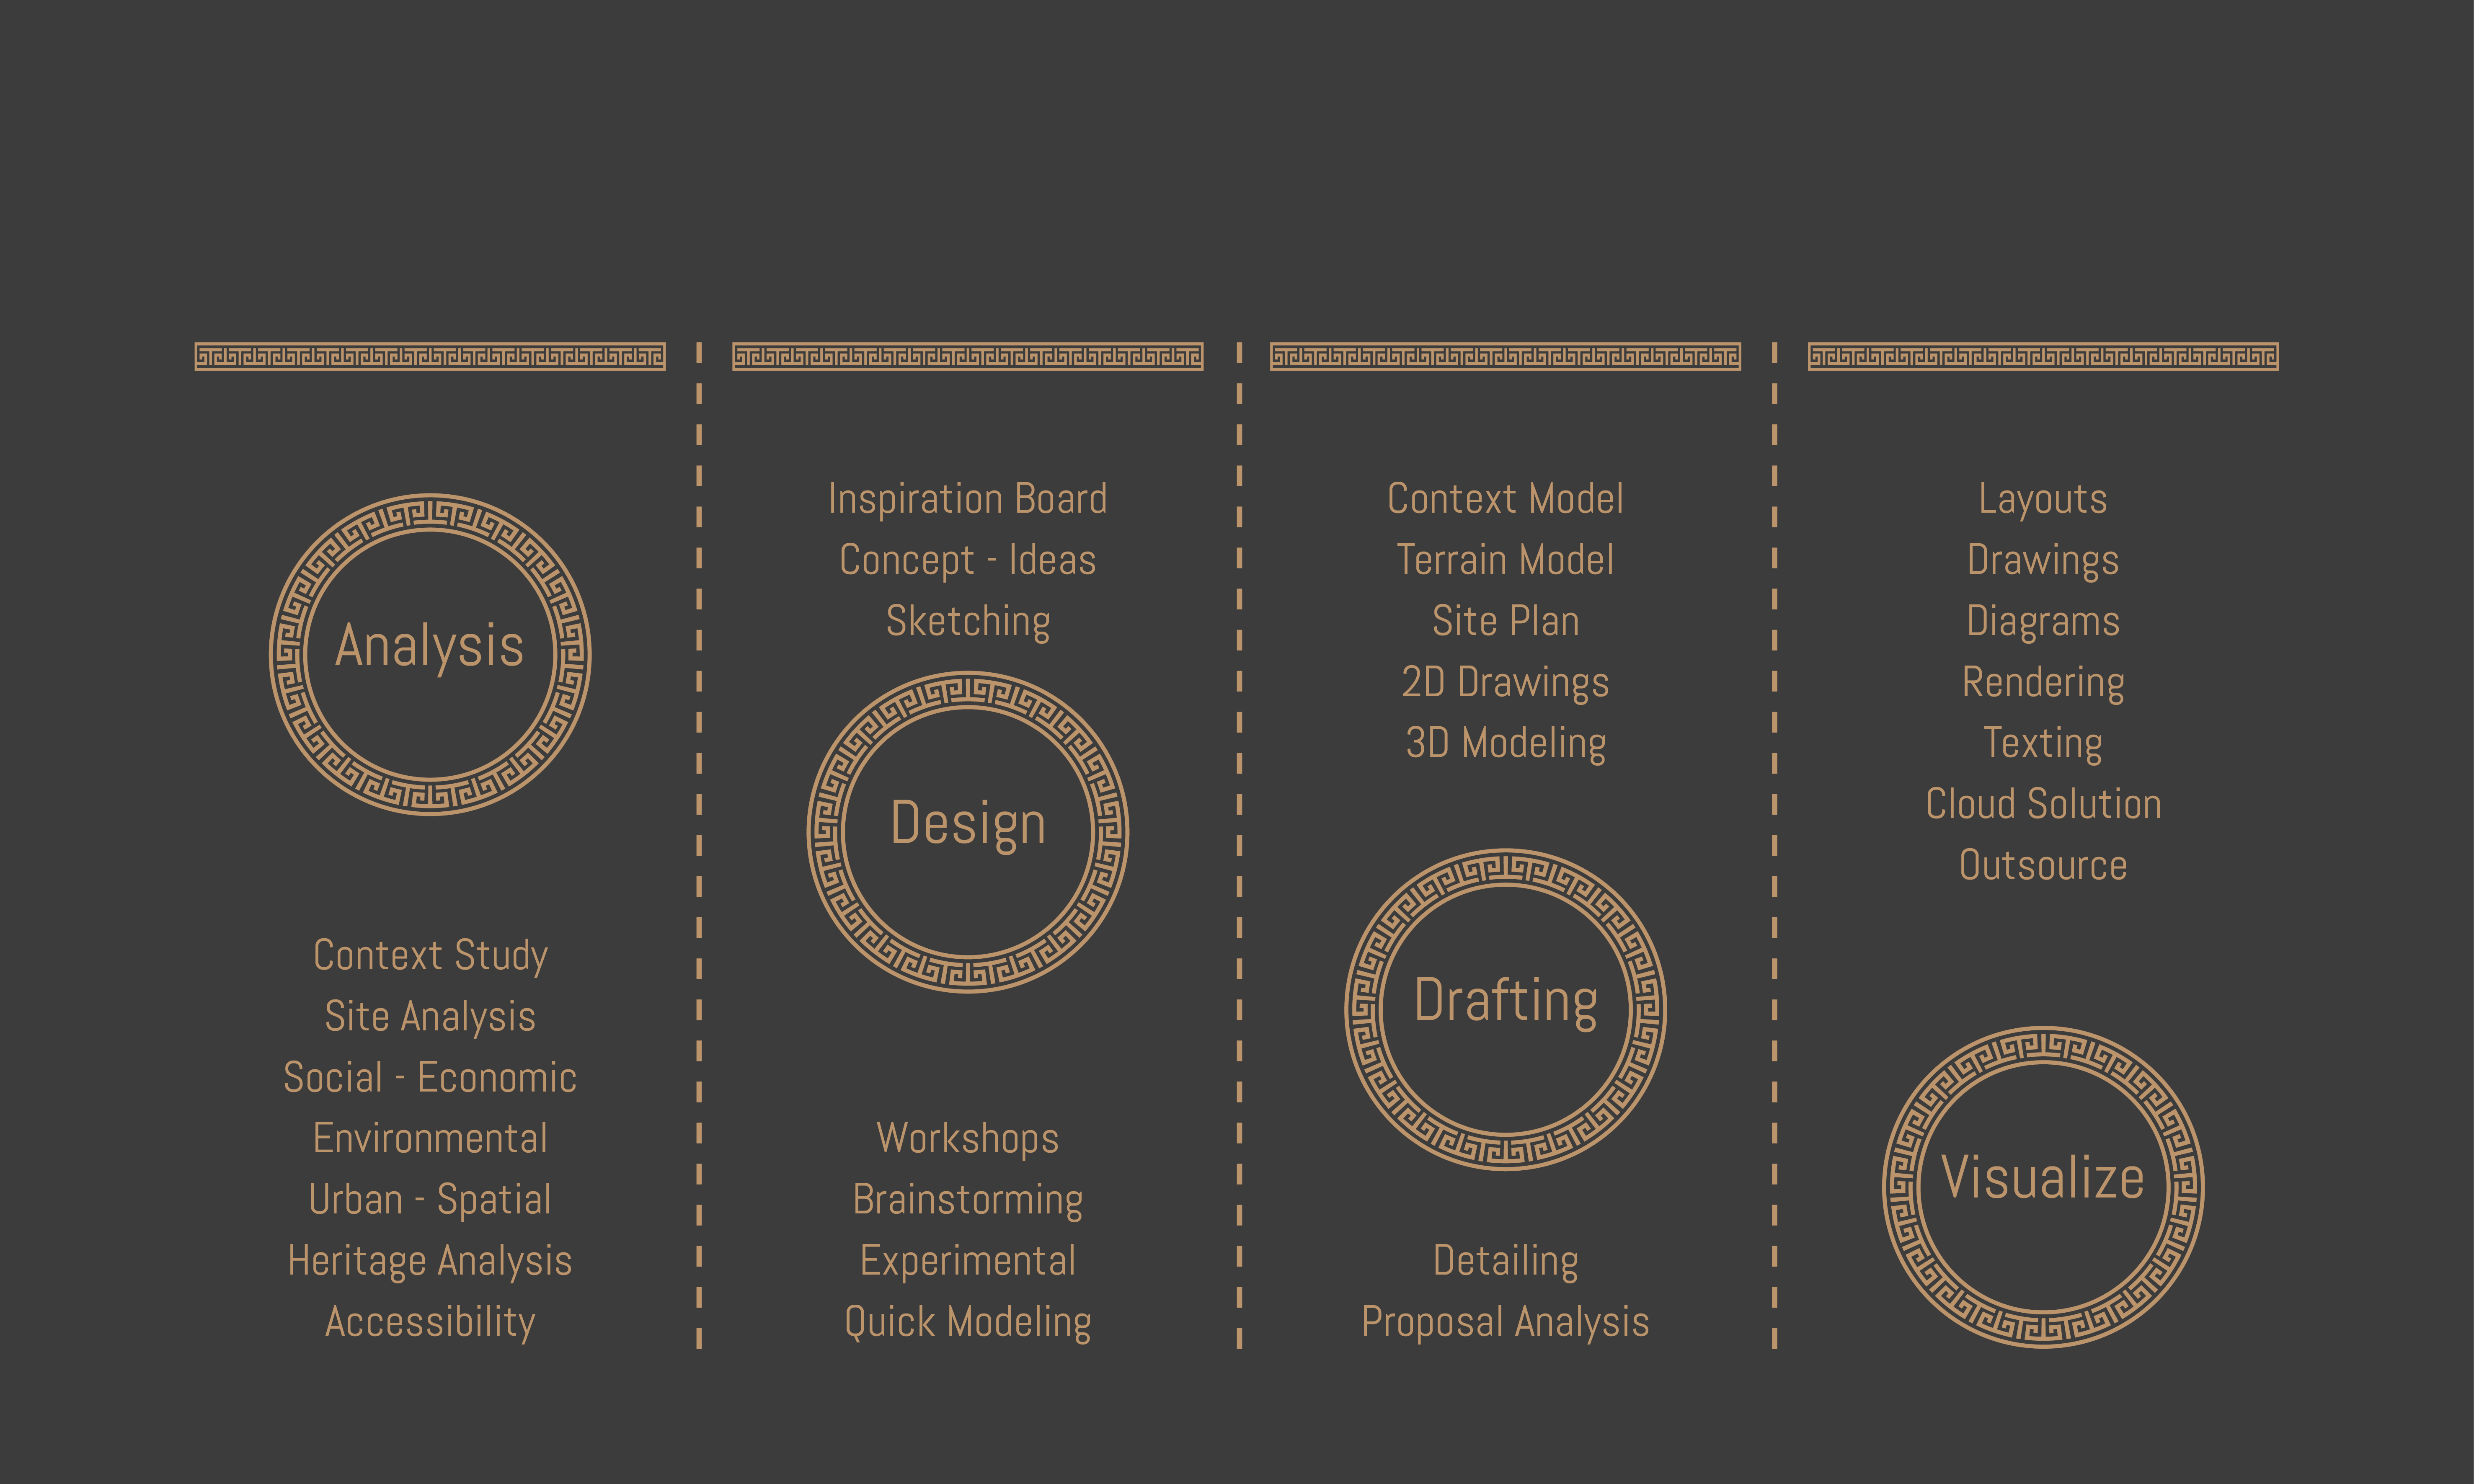 Analysis
Context Study
Site Analysis
Social - Economic
Environmental
Urban - Spatial
Heritage Analysis
Accessibility
Inspiration Board
Concept - Ideas
Sketching
Design
Workshops
Brainstorming
Experimental
Quick Modeling
Context Model
Terrain Model
Site Plan
2D Drawings
3D Modeling
Drafting
Detailing
Proposal Analysis
Layouts
Drawings
Diagrams
Rendering
Texting
Cloud Solution
Outsource
Visualize